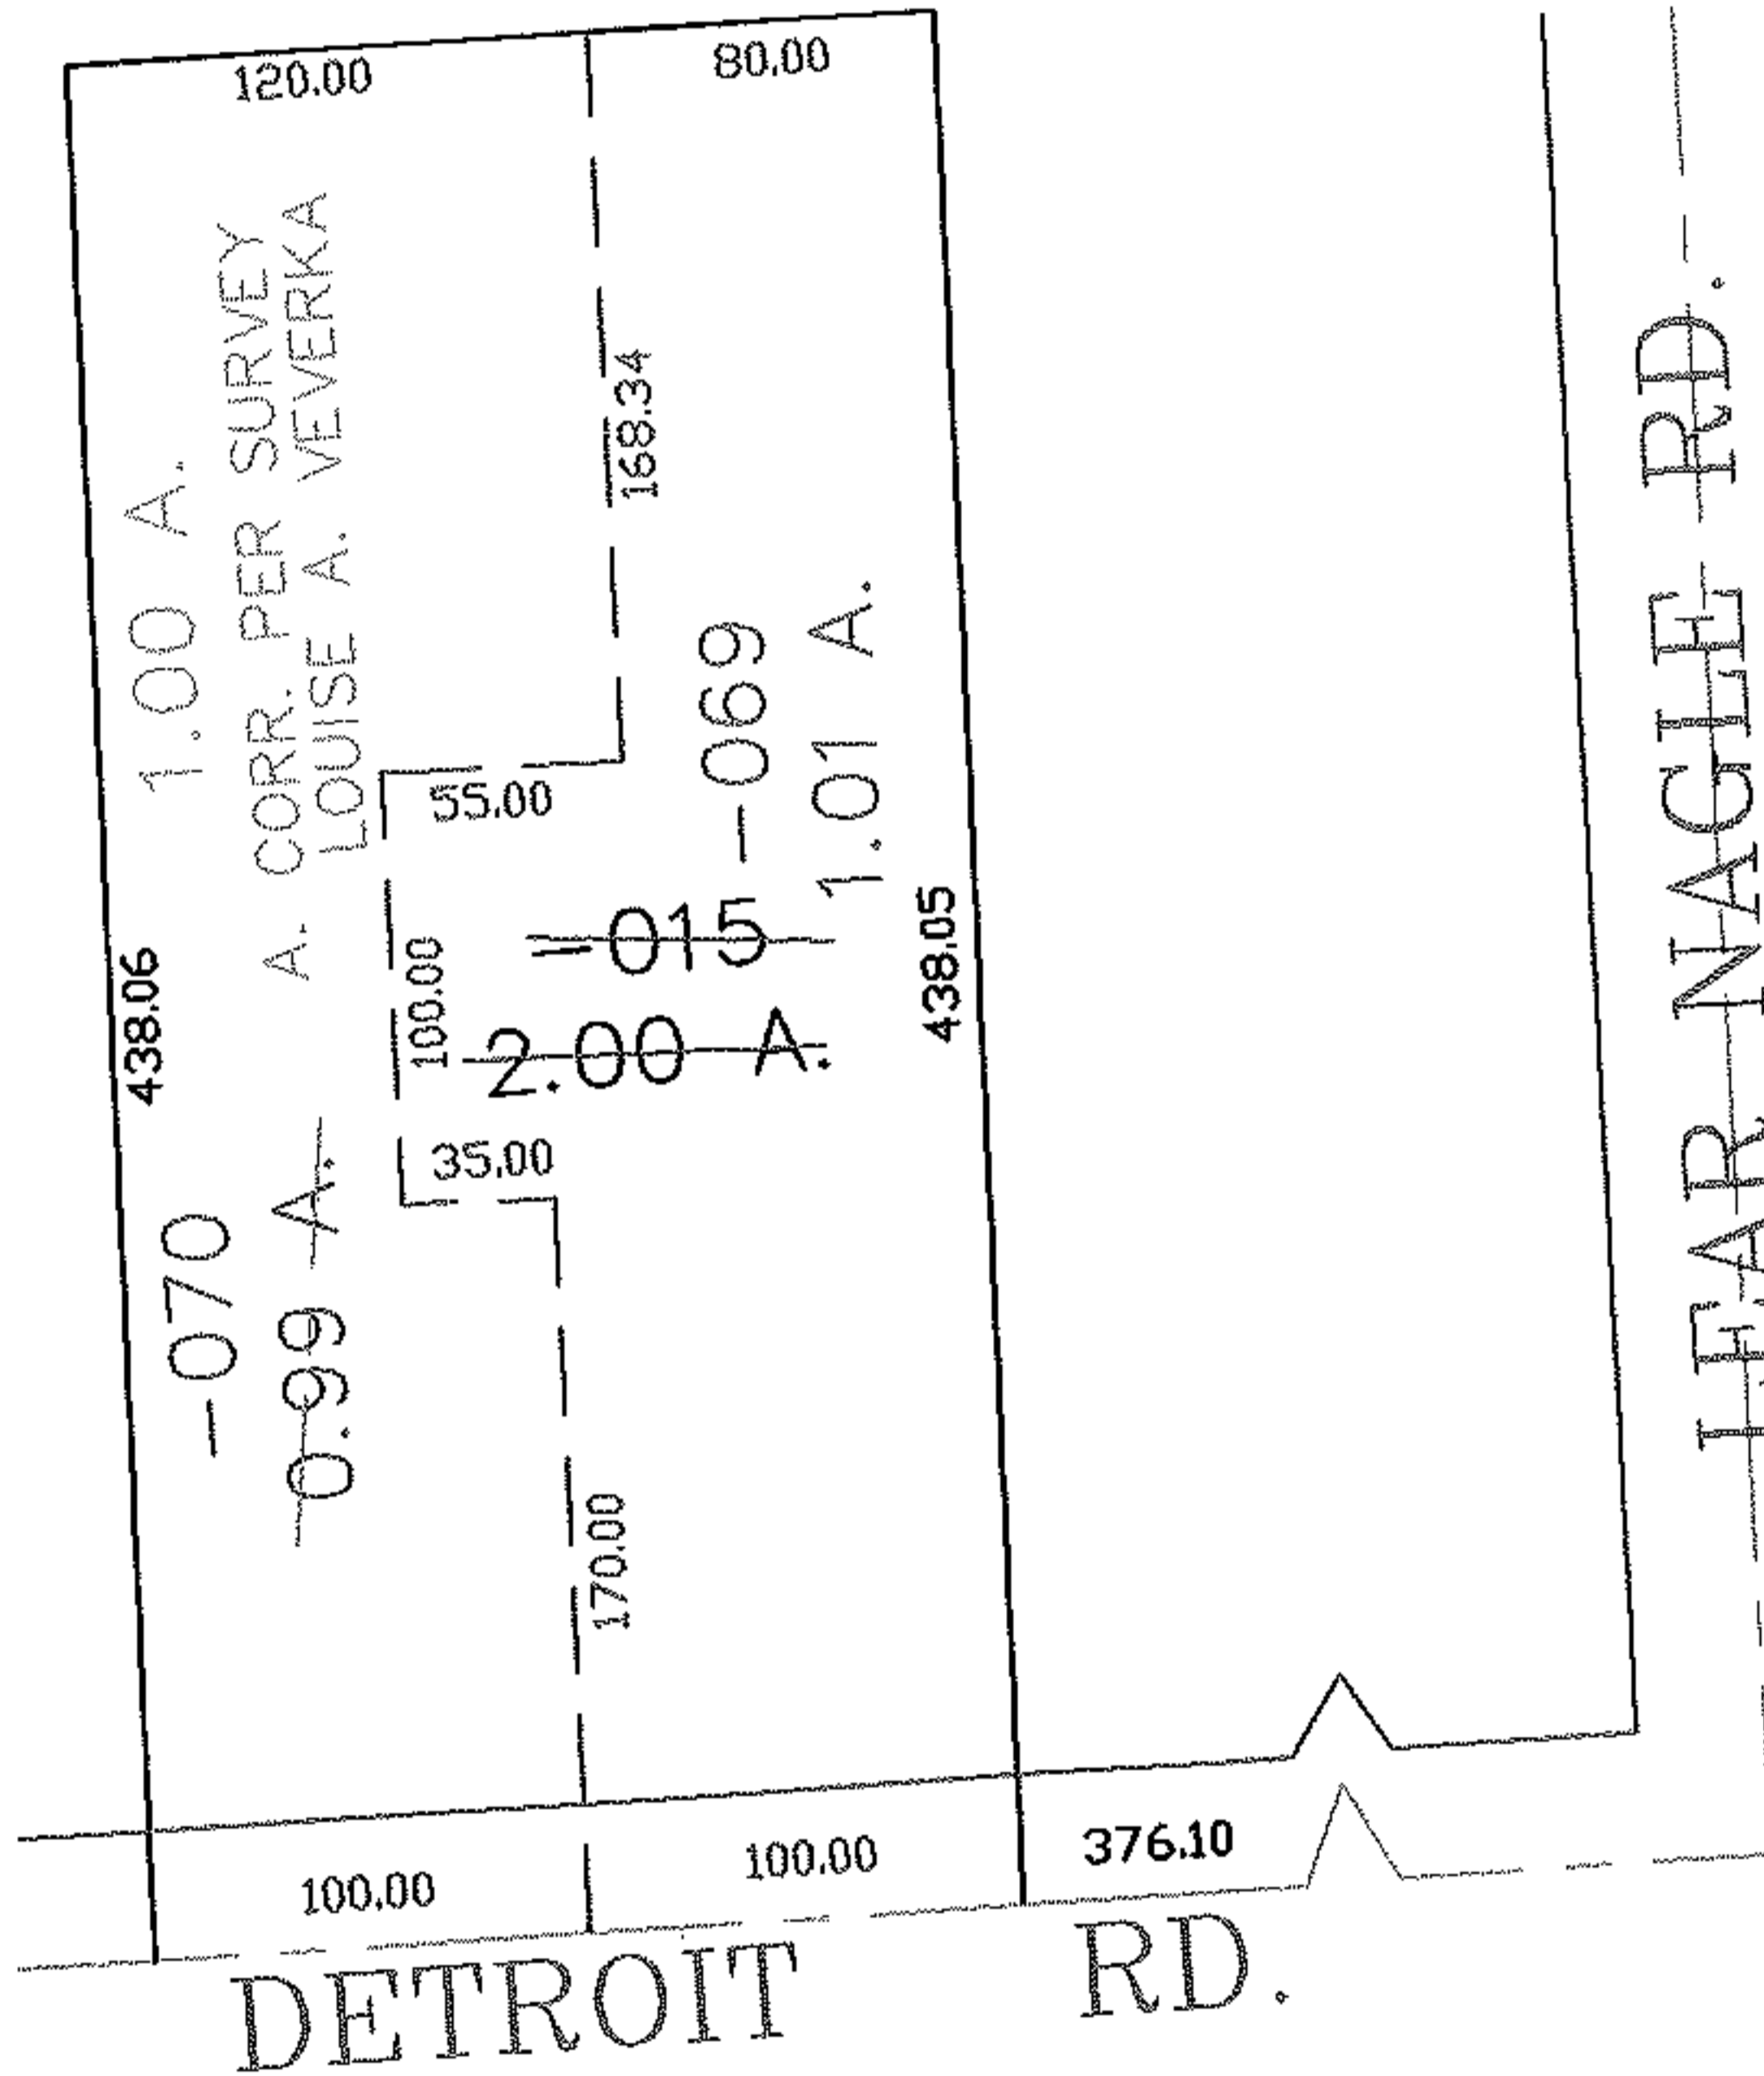 120.00
80.00
1.00 A.
A. CORR. PER SURVEY
LOUISE A. VEVERKA
168.34
-069
1.01 A.
55.00
438.06
100.00
-015
2.00 A.
438.05
35.00
-070
0.99 A.
170.00
100.00
100.00
376.10
DETROIT RD.
LEAR NAGLE RD.